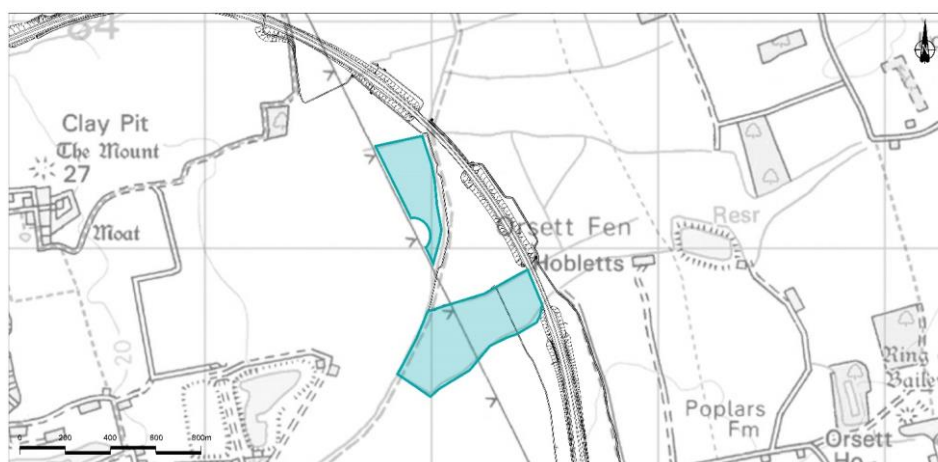 84
Clay Pit
The Mount
27
Moat
20
Orsett Fen
Hobletts
Resr
Poplars
Fm
Ring
Orsett
0 200 400 600 800m